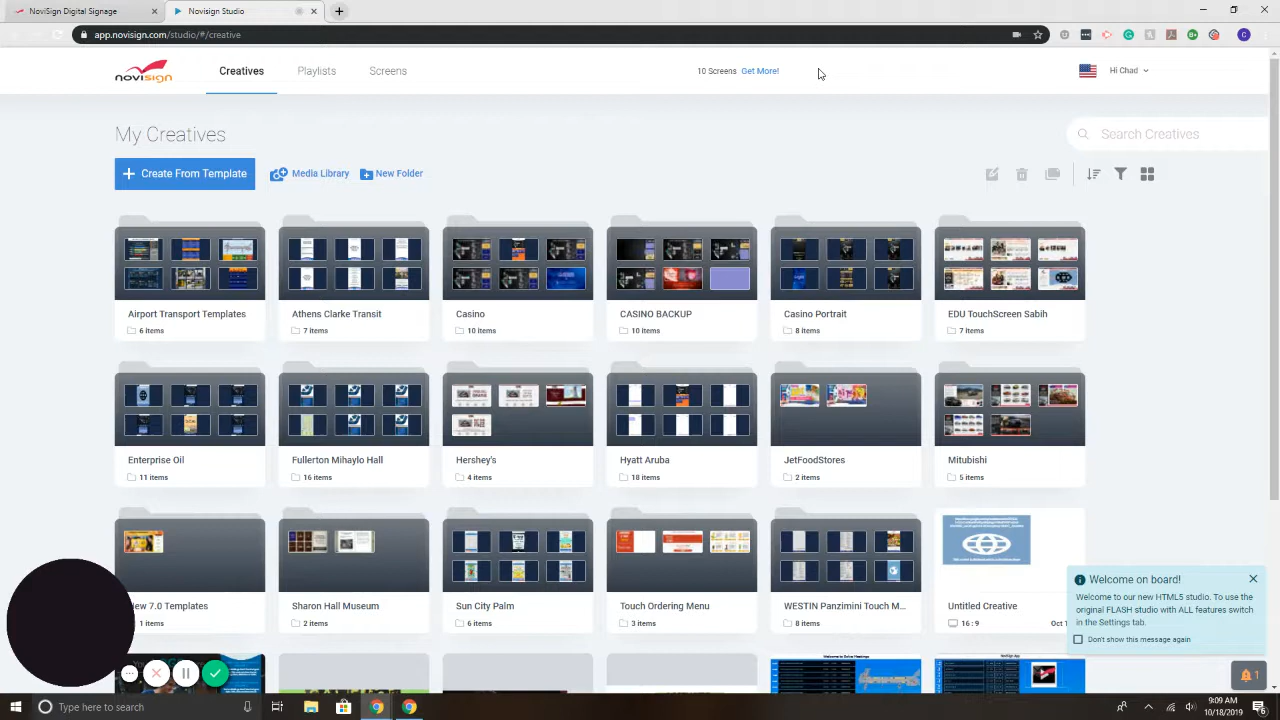 NoviSign Digital Signage
NoviSign Studio
app.novisign.com/studio/#/creative
novisign
Creatives
Playlists
Screens
10 Screens Get More!
Hi Chad
My Creatives
Search Creatives
Create From Template
Media Library
New Folder
Airport Transport Templates
6 items
Athens Clarke Transit
7 items
Casino
10 items
CASINO BACKUP
10 items
Casino Portrait
8 items
EDU TouchScreen Sabih
7 items
Enterprise Oil
11 items
Fullerton Mihaylo Hall
16 items
Hershey's
4 items
Hyatt Aruba
18 items
JetFoodStores
2 items
Mitubishi
5 items
New 7.0 Templates
1 items
Sharon Hall Museum
2 items
Sun City Palm
6 items
Touch Ordering Menu
3 items
WESTIN Panzimini Touch M...
8 items
Untitled Creative
16 : 9
Oct 1
Welcome on board!
Welcome to our new HTML5 studio. To use the
original FLASH studio with ALL features switch
in the Settings tab.
Don't show this message again
Type here to search
9:09 AM
10/18/2019